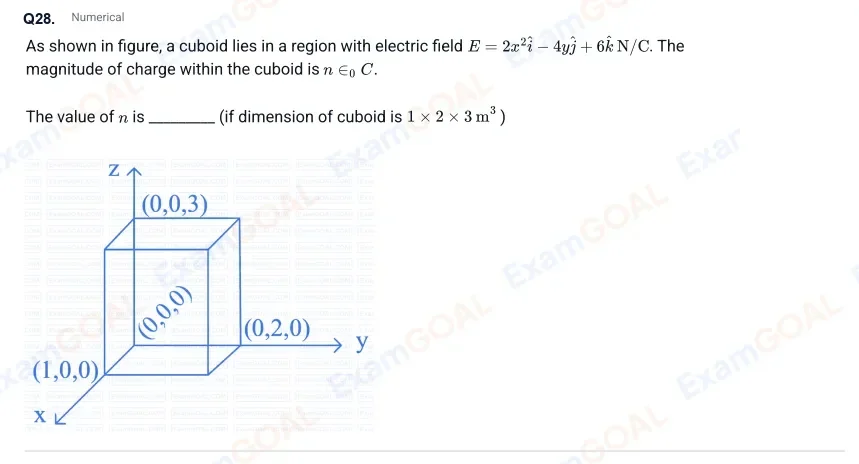 Q28. Numerical
As shown in figure, a cuboid lies in a region with electric field E = 2x²î − 4yĵ + 6k̂ N/C. The
magnitude of charge within the cuboid is n ∈₀ C.
The value of n is ________ (if dimension of cuboid is 1 × 2 × 3 m³ )
z
(0,0,3)
(0,0,0)
(0,2,0)
y
(1,0,0)
x
ExamGOAL